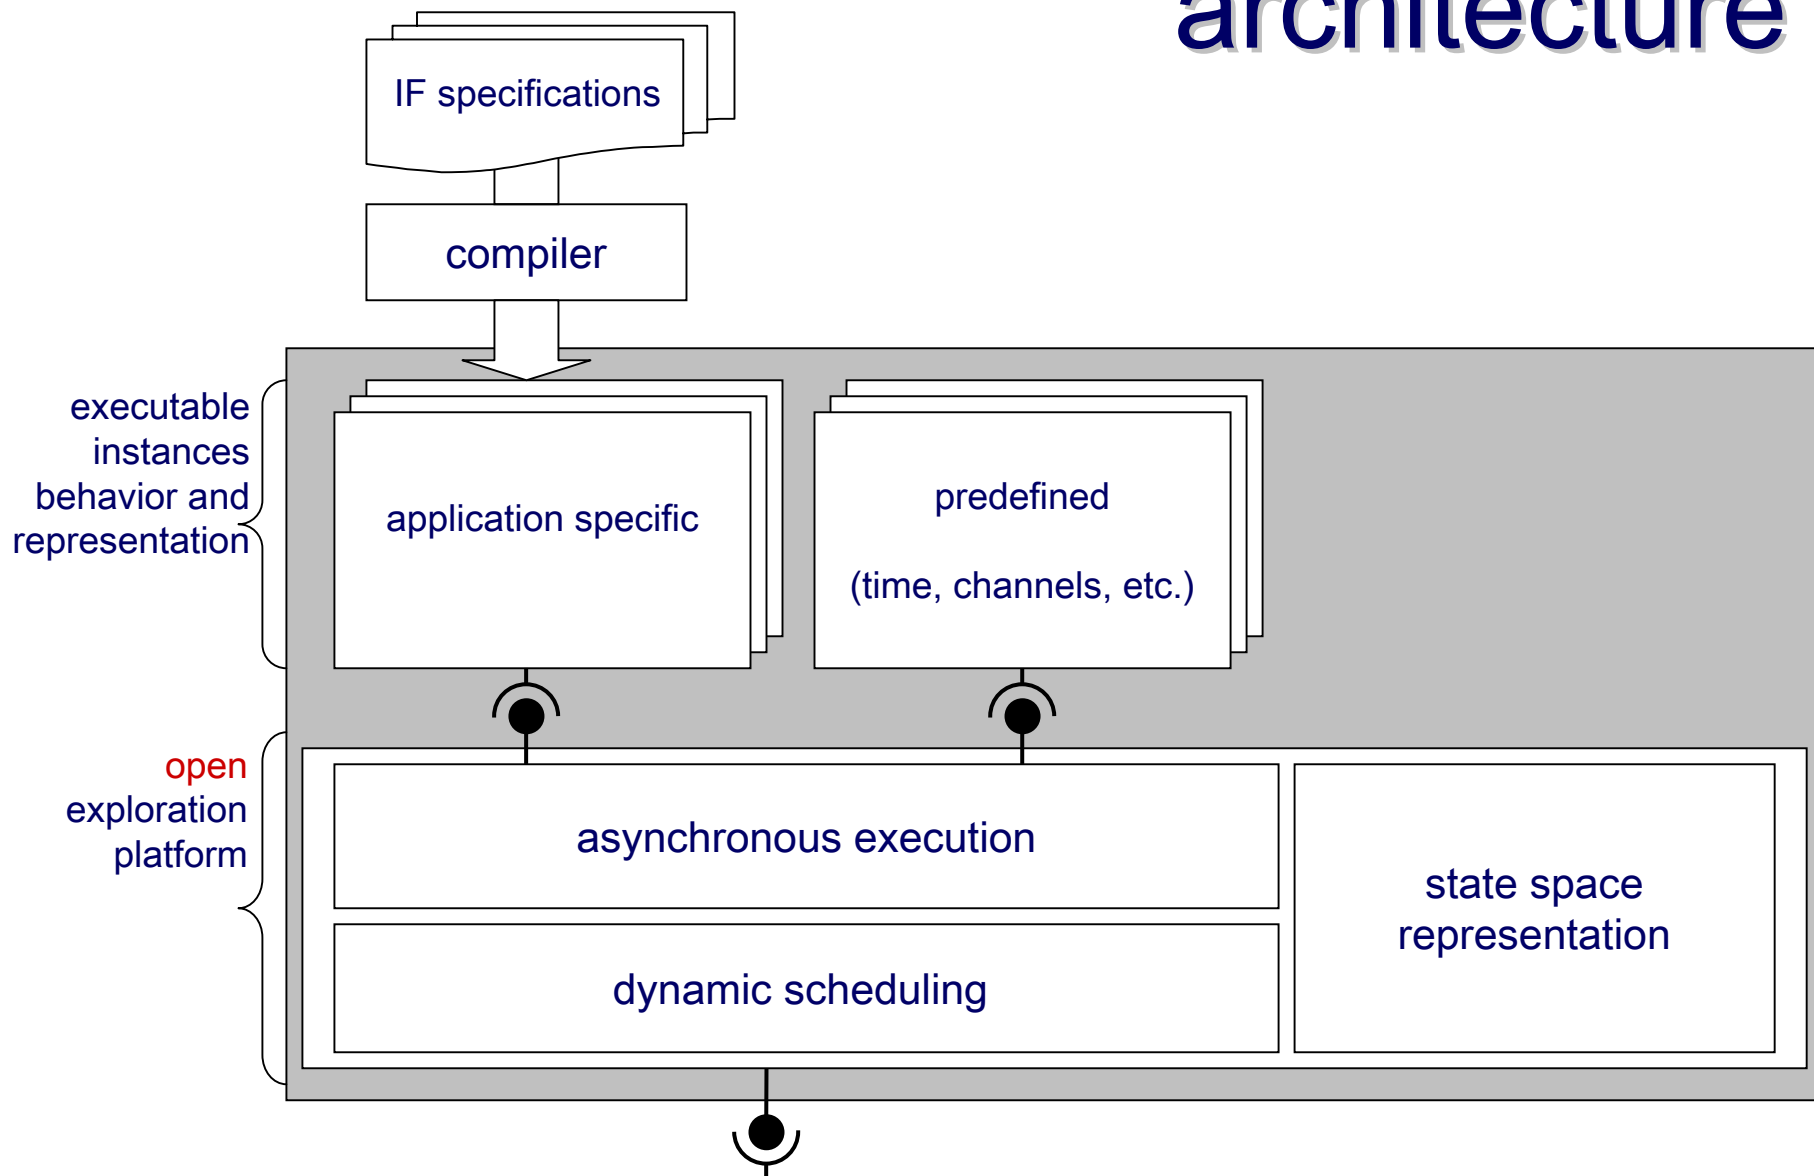 architecture
IF specifications
compiler
executable
instances
behavior and
representation
application specific
predefined
(time, channels, etc.)
open
exploration
platform
asynchronous execution
state space
representation
dynamic scheduling